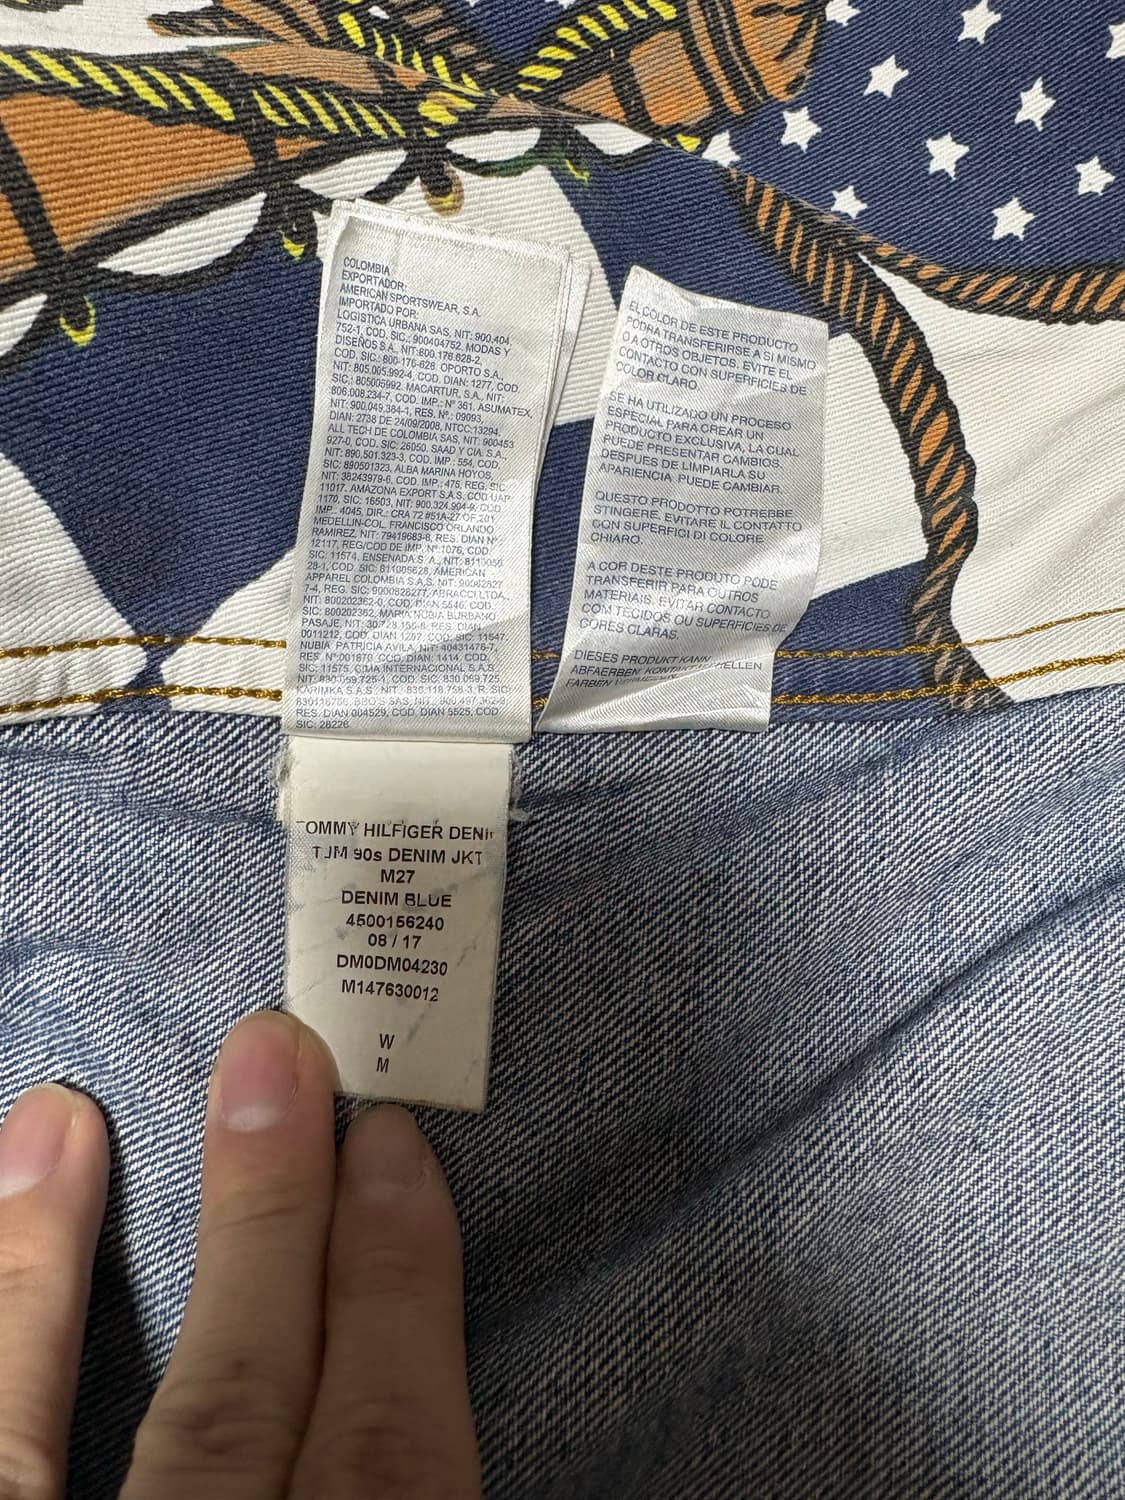 COLOMBIA
EXPORTADOR:
AMERICAN SPORTSWEAR, S.A.
IMPORTADO POR:
LOGISTICA URBANA SAS, NIT: 900,404
752-1, COD, SIC,: 900404752. MODAS Y
DISEÑOS S.A., NIT:800.176.628-2,
COD. SIC.: 800-176-628. OPORTO S.A.,
NIT: 805.005.992-4, COD. DIAN: 1277, COD.
SIC.: 805005992. MACARTUR, S.A., NIT:
806.008.234-7, COD. IMP.: Nº 361. ASUMATEX,
NIT: 900.049.384-1, RES. Nº.: 09093,
DIAN: 2738 DE 24/09/2008, NTCC:13294.
ALL TECH DE COLOMBIA SAS, NIT: 900453
927-0, COD. SIC: 26050. SAAD Y CIA. S.A.,
NIT: 890.501.323-3, COD. IMP.: 554, COD.
SIC: 890501323. ALBA MARINA HOYOS,
NIT: 38243979-6, COD. IMP.: 475, REG. SIC:
11017. AMAZONA EXPORT S.A.S. COD UAP
1170, SIC: 16503, NIT: 900.324.904-9, COD.
IMP.: 4045, DIR.: CRA 72 #51A-27 OF.201
MEDELLIN-COL. FRANCISCO ORLANDO
RAMIREZ, NIT: 79419683-8, RES. DIAN Nº
12117, REG/COD DE IMP. Nº: 1076, COD.
SIC: 11574. ENSENADA S. A., NIT: 8110056
28-1, COD. SIC: 811005628. AMERICAN
APPAREL COLOMBIA S.A.S, NIT: 90082827
7-4, REG. SIC: 9000828277. ABRACCI LTDA,
NIT: 800202362-0, COD. DIAN 5546, COD.
SIC: 800202362. MARIA NUBIA BURBANO
PASAJE, NIT: 30.728.156-8, RES. DIAN
0011212, COD. DIAN 1257, COD. SIC: 11547.
NUBIA PATRICIA AVILA, NIT: 40431476-7,
RES. Nº:001870, COD. DIAN: 1414, COD.
SIC: 11575. CIMA INTERNACIONAL S.A.S.
NIT: 830.059.725-1, COD. SIC: 830.059.725.
KARIMKA S.A.S., NIT.: 830.118.758-3, R. SIC:
830118758. BBO'S SAS, NIT.: 900.497.362-9
RES. DIAN 004529, COD. DIAN 5525, COD.
SIC: 28226
EL COLOR DE ESTE PRODUCTO
PODRA TRANSFERIRSE A SI MISMO
O A OTROS OBJETOS. EVITE EL
CONTACTO CON SUPERFICIES DE
COLOR CLARO.
SE HA UTILIZADO UN PROCESO
ESPECIAL PARA CREAR UN
PRODUCTO EXCLUSIVA, LA CUAL
PUEDE PRESENTAR CAMBIOS.
DESPUES DE LIMPIARLA SU
APARIENCIA PUEDE CAMBIAR.
QUESTO PRODOTTO POTREBBE
STINGERE. EVITARE IL CONTATTO
CON SUPERFICI DI COLORE
CHIARO.
A COR DESTE PRODUTO PODE
TRANSFERIR PARA OUTROS
MATERIAIS. EVITAR CONTACTO
COM TECIDOS OU SUPERFICIES DE
CORES CLARAS.
DIESES PRODUKT KANN
ABFAERBEN. KONTAKT
FARBEN
TOMMY HILFIGER DENIM
TJM 90s DENIM JKT
M27
DENIM BLUE
4500156240
08 / 17
DM0DM04230
M147630012
W
M